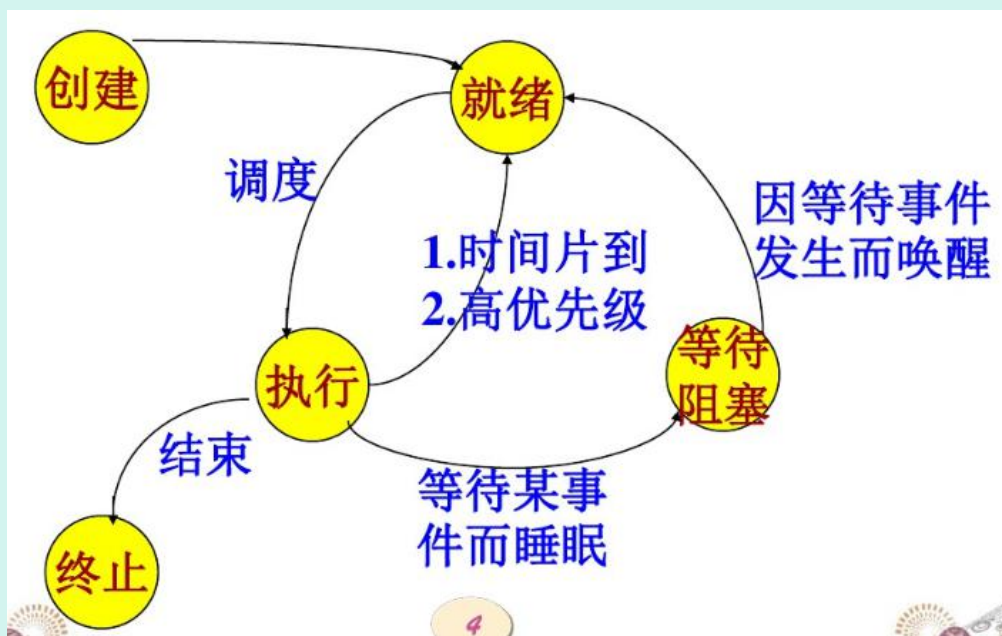 创建
就绪
调度
因等待事件
发生而唤醒
1.时间片到
2.高优先级
等待
阻塞
执行
结束
等待某事
件而睡眠
终止
4